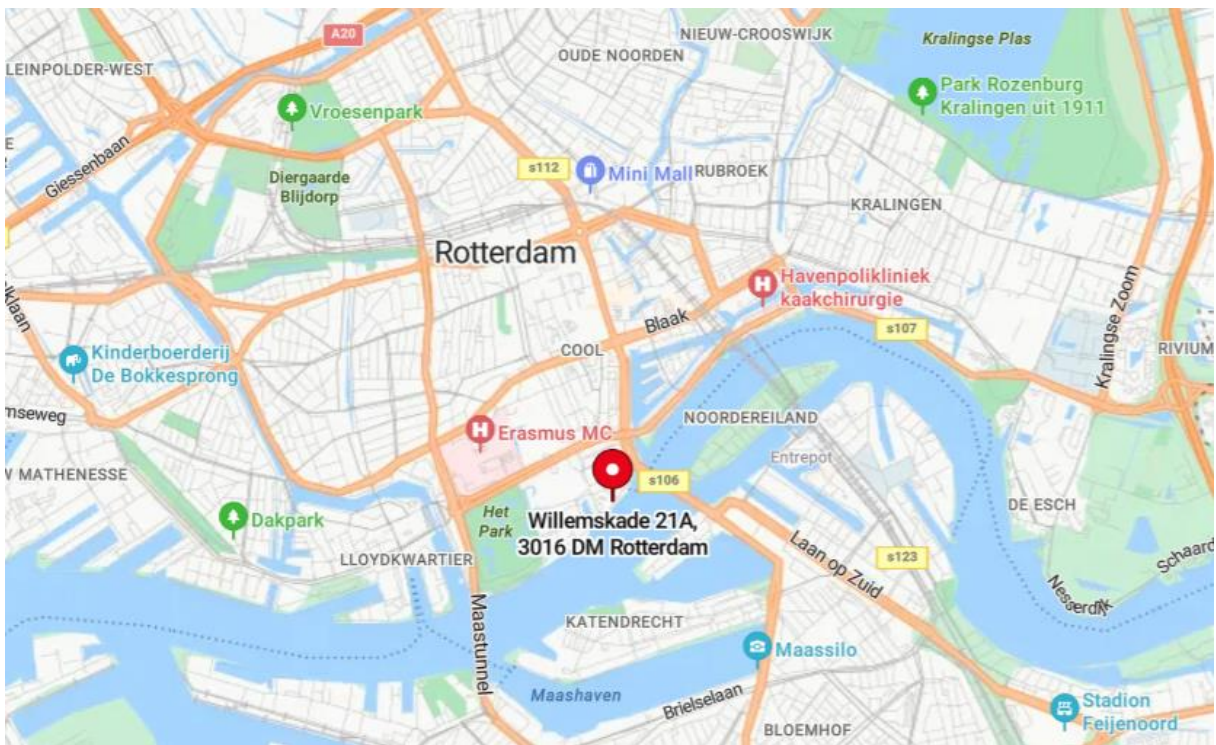 A20
NIEUW-CROOSWIJK
Kralingse Plas
OUDE NOORDEN
LEINPOLDER-WEST
Park Rozenburg
Kralingen uit 1911
Vroesenpark
Giessenbaan
s112
Mini Mall
RUBROEK
Diergaarde
Blijdorp
KRALINGEN
Rotterdam
Havenpolikliniek
kaakchirurgie
Blaak
s107
Kralingse Zoom
RIVIUM
COOL
Kinderboerderij
De Bokkesprong
mseweg
NOORDEREILAND
Erasmus MC
Entrepot
W MATHENESSE
s106
DE ESCH
Het
Park
Willemskade 21A,
3016 DM Rotterdam
Dakpark
LLOYDKWARTIER
Laan op Zuid
s123
Schaard
Nesserdijk
Maastunnel
KATENDRECHT
Maassilo
Maashaven
Brielselaan
Stadion
Feijenoord
BLOEMHOF